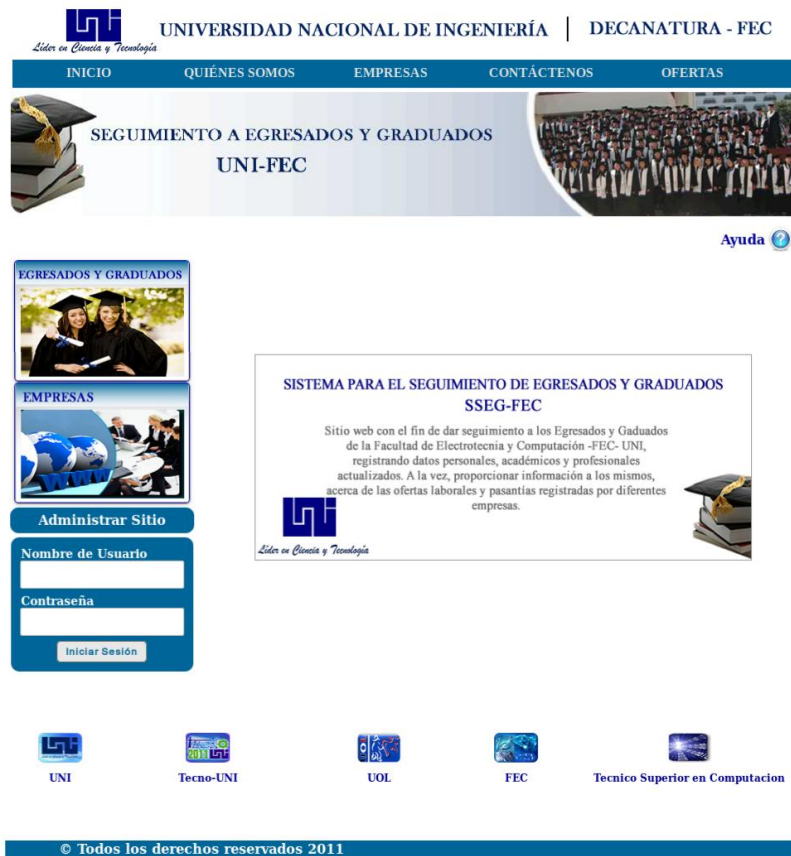 Líder en Ciencia y Tecnología
UNIVERSIDAD NACIONAL DE INGENIERÍA | DECANATURA - FEC
INICIO QUIÉNES SOMOS EMPRESAS CONTÁCTENOS OFERTAS
SEGUIMIENTO A EGRESADOS Y GRADUADOS
UNI-FEC
Ayuda
EGRESADOS Y GRADUADOS
EMPRESAS
WWW
Administrar Sitio
Nombre de Usuario
Contraseña
Iniciar Sesión
SISTEMA PARA EL SEGUIMIENTO DE EGRESADOS Y GRADUADOS
SSEG-FEC
Sitio web con el fin de dar seguimiento a los Egresados y Gaduados
de la Facultad de Electrotecnia y Computación -FEC- UNI,
registrando datos personales, académicos y profesionales
actualizados. A la vez, proporcionar información a los mismos,
acerca de las ofertas laborales y pasantías registradas por diferentes
empresas.
Líder en Ciencia y Tecnología
UNI Tecno-UNI UOL FEC Tecnico Superior en Computacion
© Todos los derechos reservados 2011